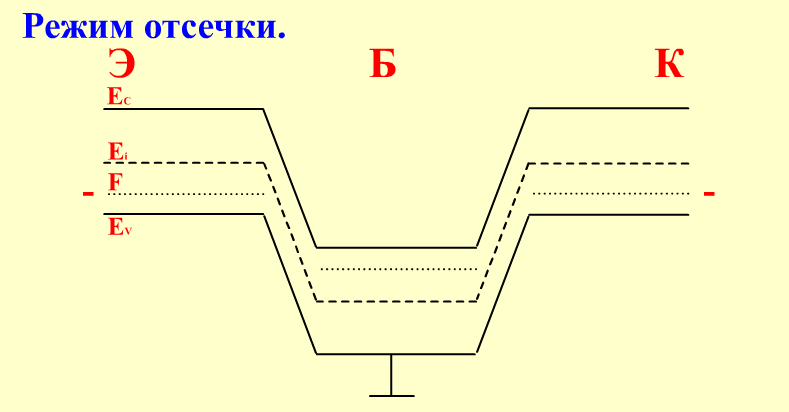 Режим отсечки.
Э Б К
EC
Ei
- F -
EV